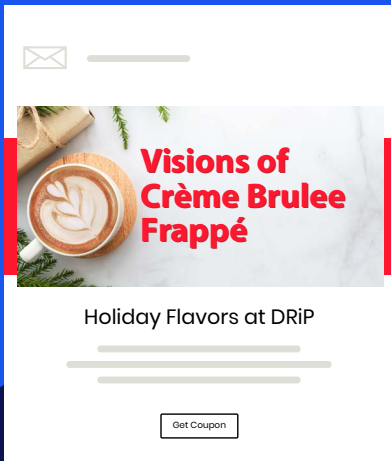 Visions of
Crème Brulee
Frappé
Holiday Flavors at DRiP
Get Coupon